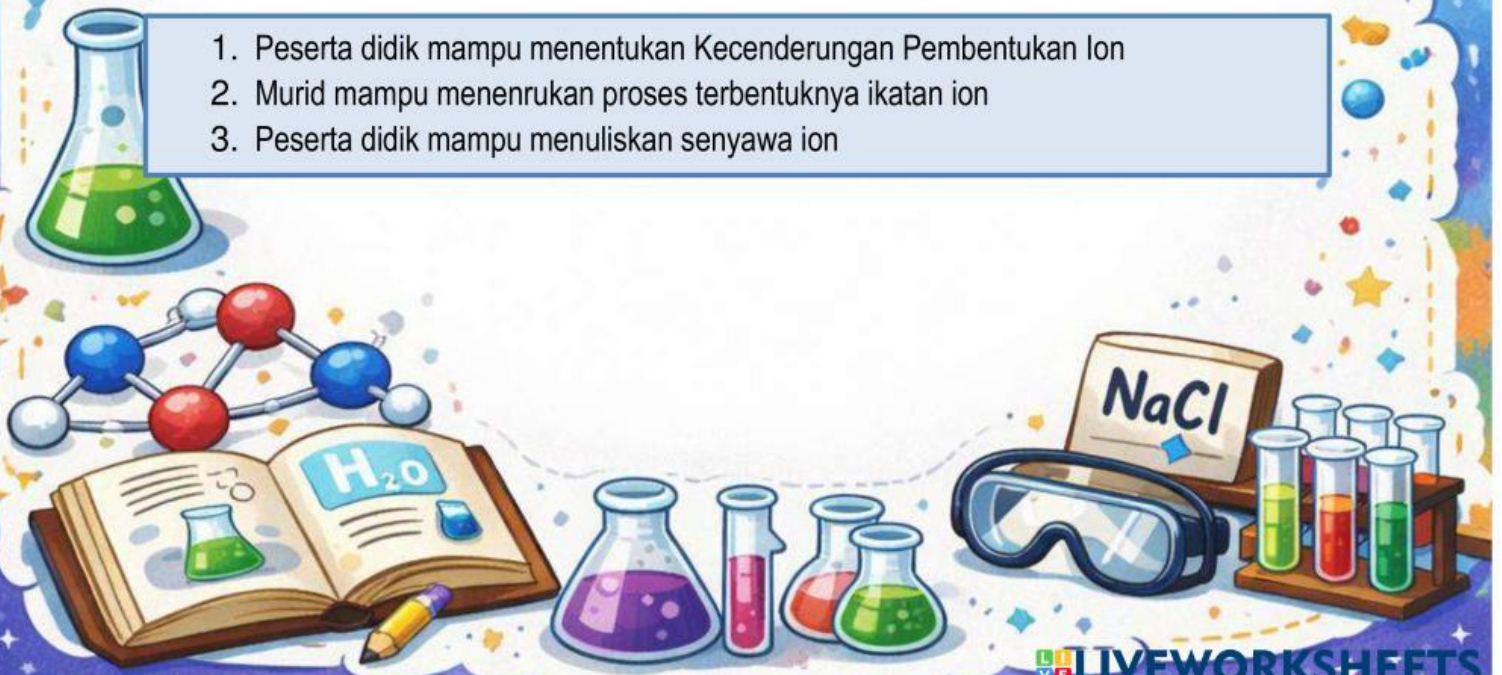 1. Peserta didik mampu menentukan Kecenderungan Pembentukan Ion
2. Murid mampu menenrukan proses terbentuknya ikatan ion
3. Peserta didik mampu menuliskan senyawa ion
NaCl
H₂O
LIVEWORKSHEETS